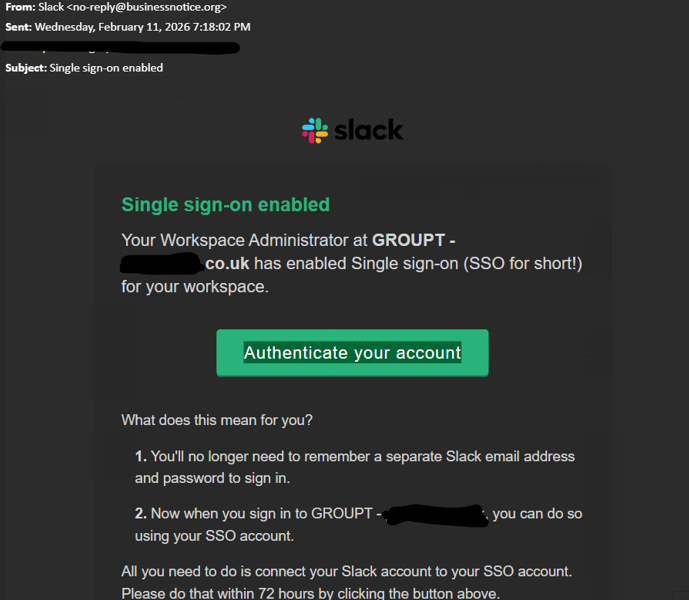 From: Slack <no-reply@businessnotice.org>
Sent: Wednesday, February 11, 2026 7:18:02 PM
Subject: Single sign-on enabled
slack
Single sign-on enabled
Your Workspace Administrator at GROUPT -
co.uk has enabled Single sign-on (SSO for short!)
for your workspace.
Authenticate your account
What does this mean for you?
1. You'll no longer need to remember a separate Slack email address
and password to sign in.
2. Now when you sign in to GROUPT - , you can do so
using your SSO account.
All you need to do is connect your Slack account to your SSO account.
Please do that within 72 hours by clicking the button above.